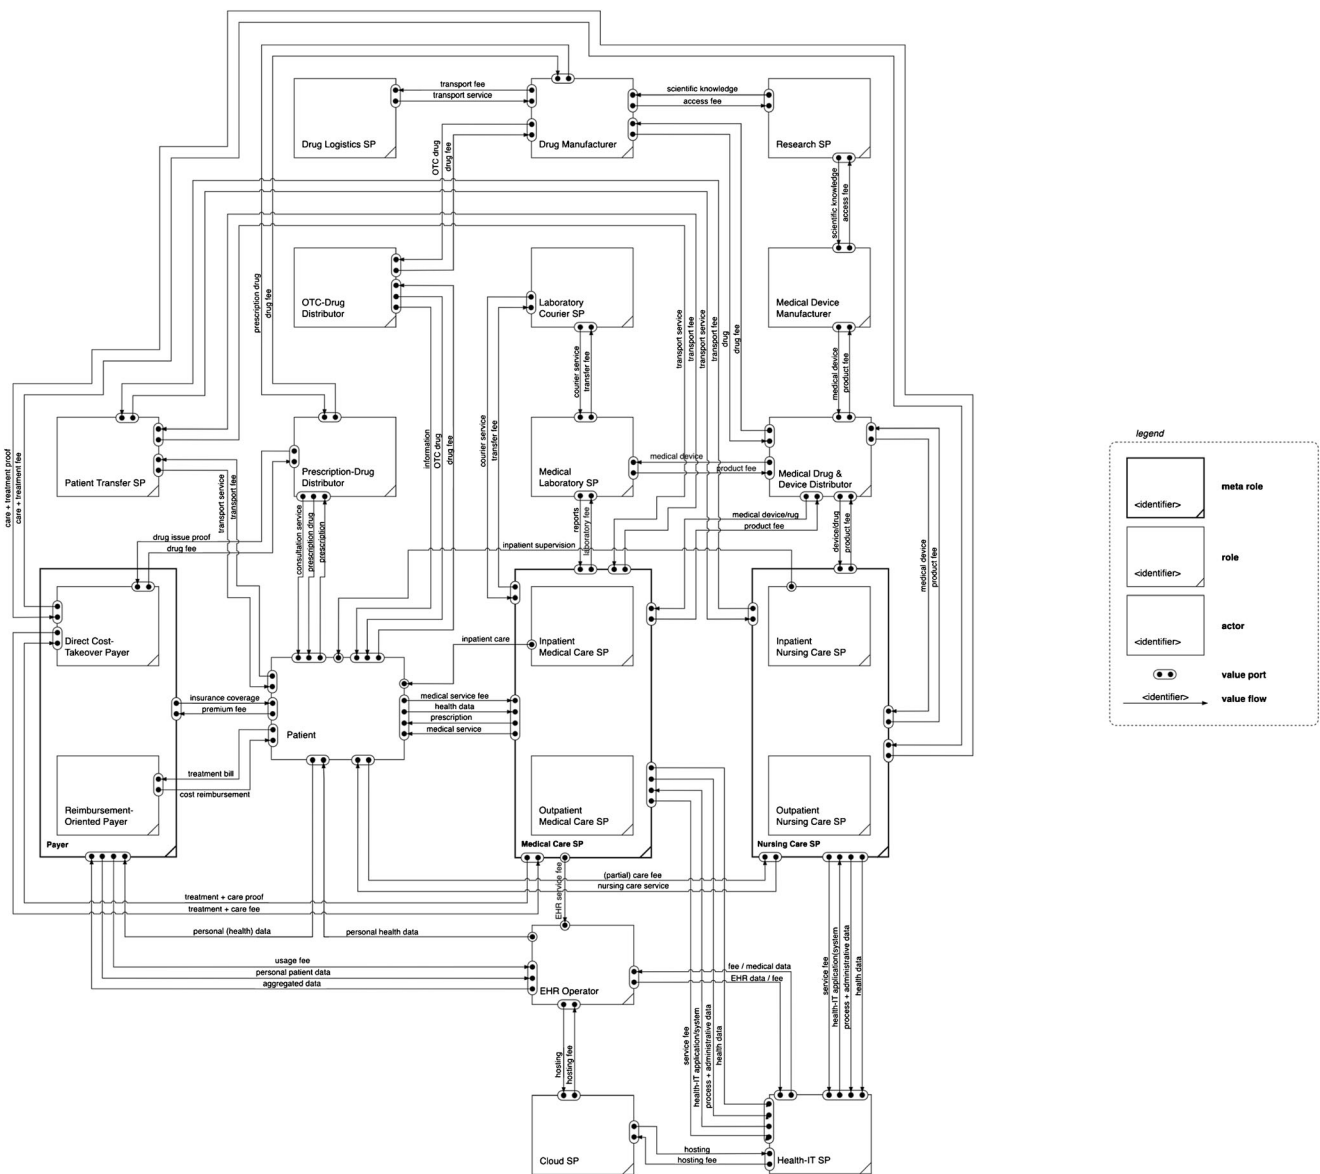 transport fee
transport service
Drug Logistics SP
Drug Manufacturer
scientific knowledge
access fee
Research SP
OTC drug
drug fee
scientific knowledge
access fee
prescription drug
drug fee
OTC-Drug
Distributor
Laboratory
Courier SP
Medical Device
Manufacturer
courier service
transfer fee
transport service
transport fee
transport service
transport fee
drug
drug fee
medical device
product fee
care + treatment proof
care + treatment fee
Patient Transfer SP
transport service
transport fee
Prescription-Drug
Distributor
information
OTC drug
drug fee
courier service
transfer fee
Medical
Laboratory SP
medical device
product fee
Medical Drug &
Device Distributor
drug issue proof
drug fee
consultation service
prescription drug
prescription
reports
laboratory fee
medical device/rug
product fee
device/drug
product fee
inpatient supervision
medical device
product fee
Direct Cost-
Takeover Payer
inpatient care
Inpatient
Medical Care SP
Inpatient
Nursing Care SP
insurance coverage
premium fee
Patient
medical service fee
health data
prescription
medical service
treatment bill
cost reimbursement
Reimbursement-
Oriented Payer
Payer
Outpatient
Medical Care SP
Medical Care SP
Outpatient
Nursing Care SP
Nursing Care SP
(partial) care fee
nursing care service
treatment + care proof
treatment + care fee
EHR service fee
personal (health) data
personal health data
usage fee
personal patient data
aggregated data
EHR Operator
fee / medical data
EHR data / fee
service fee
health-IT application(system
process + administrative data
health data
hosting
hosting fee
service fee
health-IT application/system
process + administrative data
health data
Cloud SP
hosting
hosting fee
Health-IT SP
legend
<identifier>
meta role
<identifier>
role
<identifier>
actor
value port
<identifier>
value flow